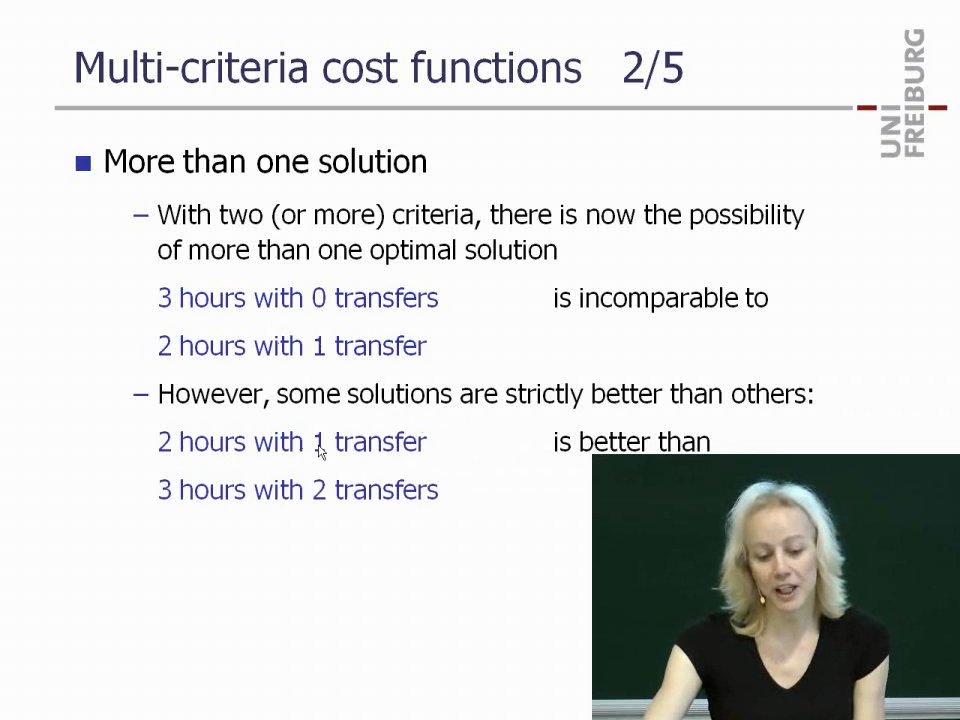 Multi-criteria cost functions 2/5
UNI
FREIBURG
More than one solution
– With two (or more) criteria, there is now the possibility
of more than one optimal solution
3 hours with 0 transfers is incomparable to
2 hours with 1 transfer
– However, some solutions are strictly better than others:
2 hours with 1 transfer is better than
3 hours with 2 transfers